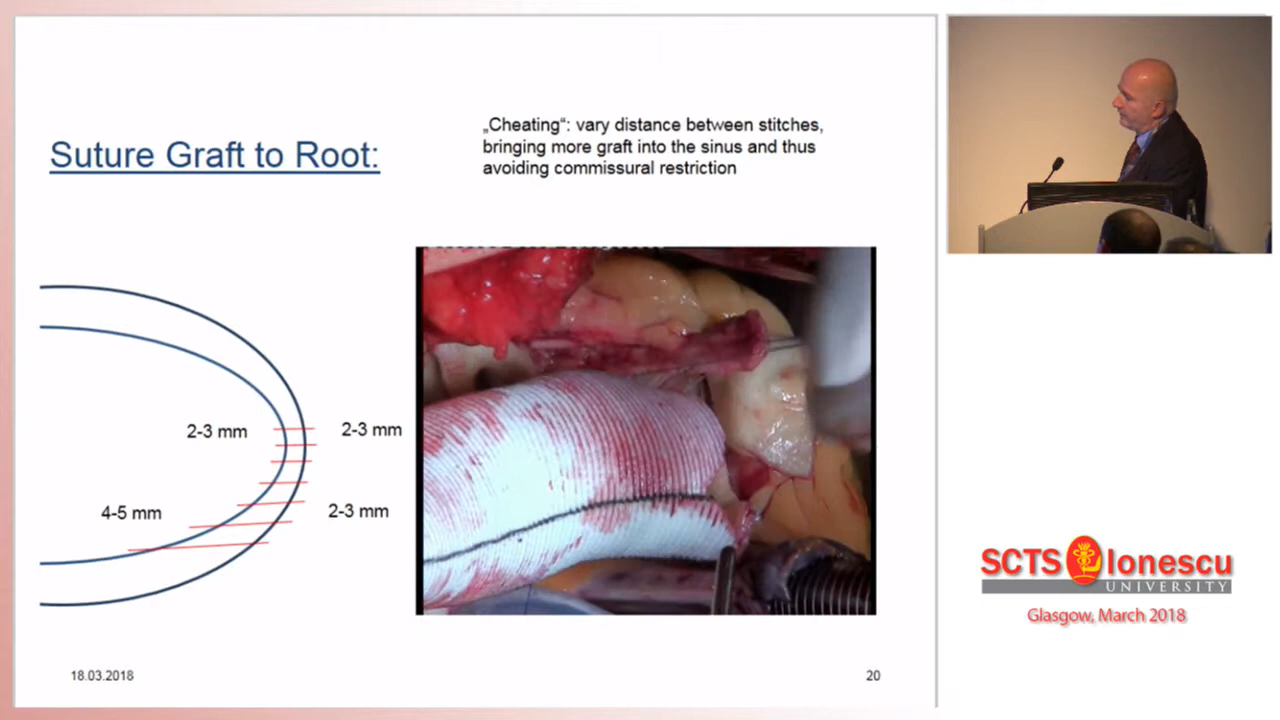 Suture Graft to Root:
„Cheating“: vary distance between stitches,
bringing more graft into the sinus and thus
avoiding commissural restriction
2-3 mm
2-3 mm
4-5 mm
2-3 mm
18.03.2018
20
SCTS Ionescu
UNIVERSITY
Glasgow, March 2018